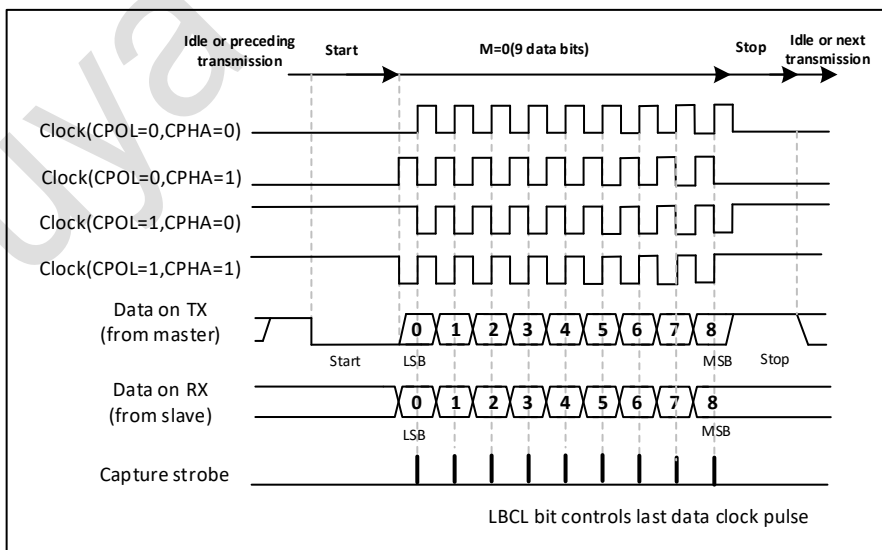 Idle or preceding transmission
Start
M=0(9 data bits)
Stop
Idle or next transmission
Clock(CPOL=0,CPHA=0)
Clock(CPOL=0,CPHA=1)
Clock(CPOL=1,CPHA=0)
Clock(CPOL=1,CPHA=1)
Data on TX
(from master)
0 1 2 3 4 5 6 7 8
Start
LSB
MSB
Stop
Data on RX
(from slave)
0 1 2 3 4 5 6 7 8
LSB
MSB
Capture strobe
LBCL bit controls last data clock pulse
uya